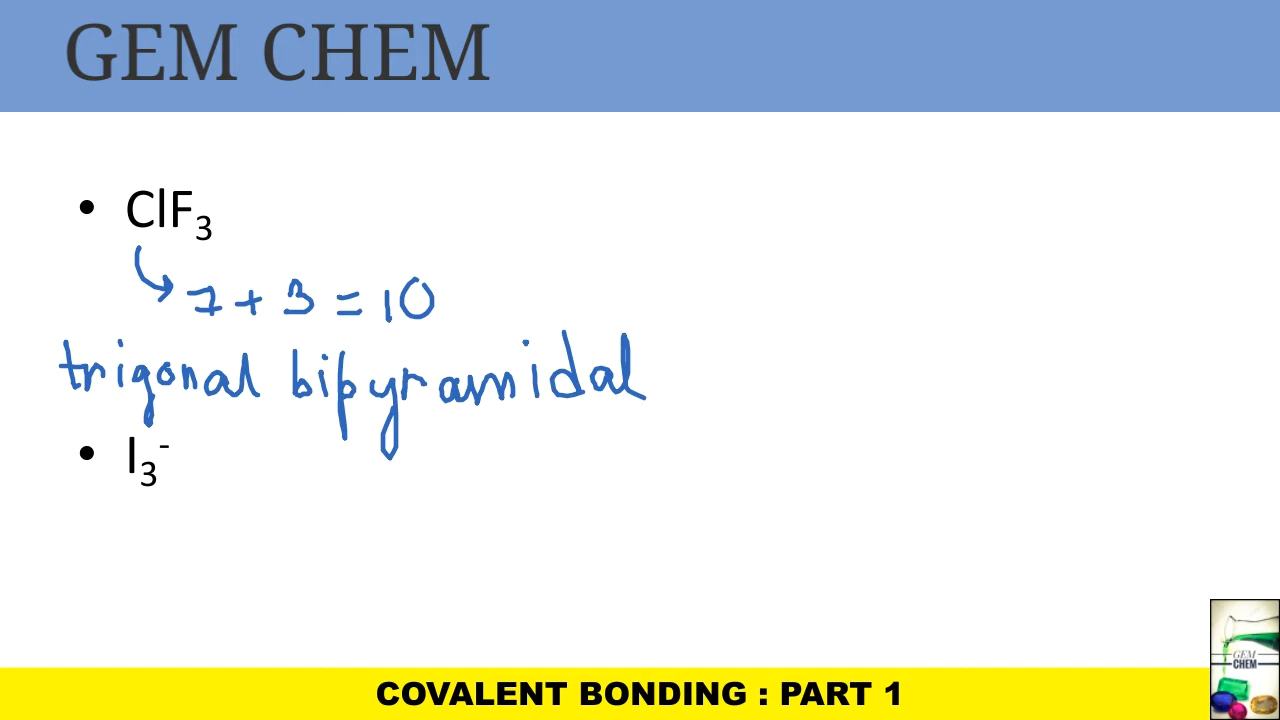 GEM CHEM
• ClF₃
7 + 3 = 10
trigonal bipyramidal
• I₃⁻
GEM
CHEM
COVALENT BONDING : PART 1